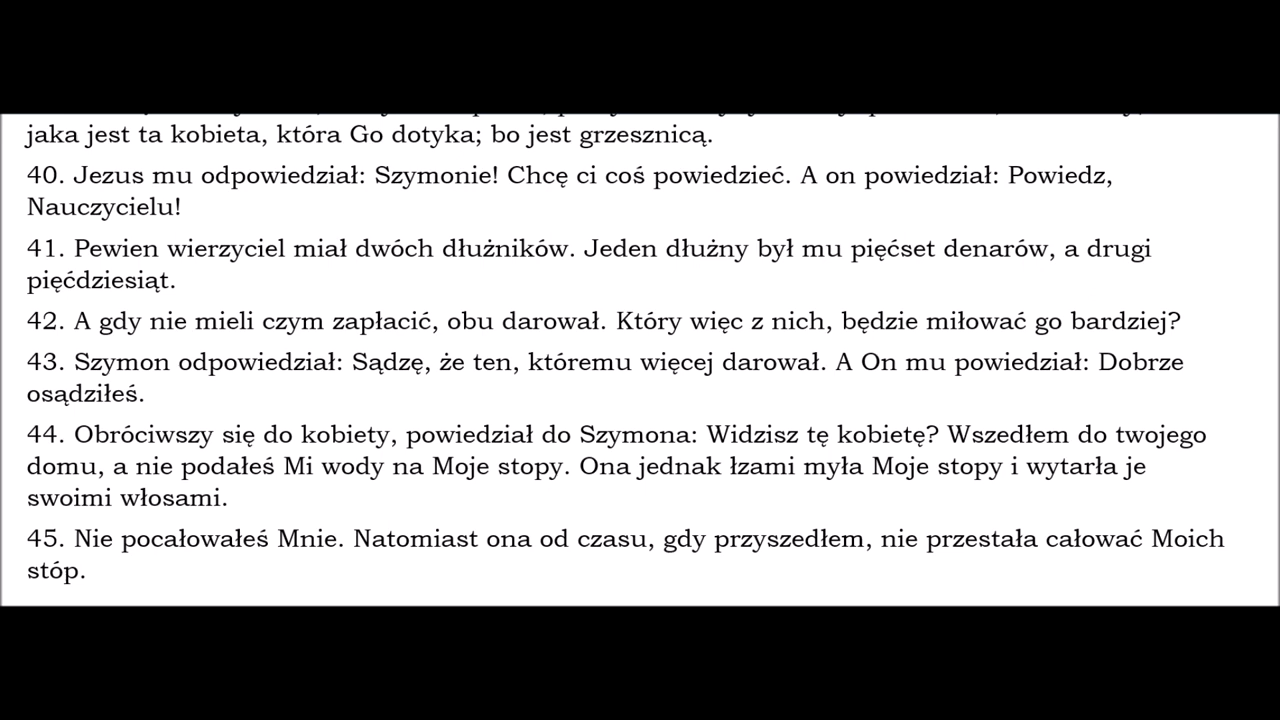 jaka jest ta kobieta, która Go dotyka; bo jest grzesznicą.
40. Jezus mu odpowiedział: Szymonie! Chcę ci coś powiedzieć. A on powiedział: Powiedz,
Nauczycielu!
41. Pewien wierzyciel miał dwóch dłużników. Jeden dłużny był mu pięćset denarów, a drugi
pięćdziesiąt.
42. A gdy nie mieli czym zapłacić, obu darował. Który więc z nich, będzie miłować go bardziej?
43. Szymon odpowiedział: Sądzę, że ten, któremu więcej darował. A On mu powiedział: Dobrze
osądziłeś.
44. Obróciwszy się do kobiety, powiedział do Szymona: Widzisz tę kobietę? Wszedłem do twojego
domu, a nie podałeś Mi wody na Moje stopy. Ona jednak łzami myła Moje stopy i wytarła je
swoimi włosami.
45. Nie pocałowałeś Mnie. Natomiast ona od czasu, gdy przyszedłem, nie przestała całować Moich
stóp.